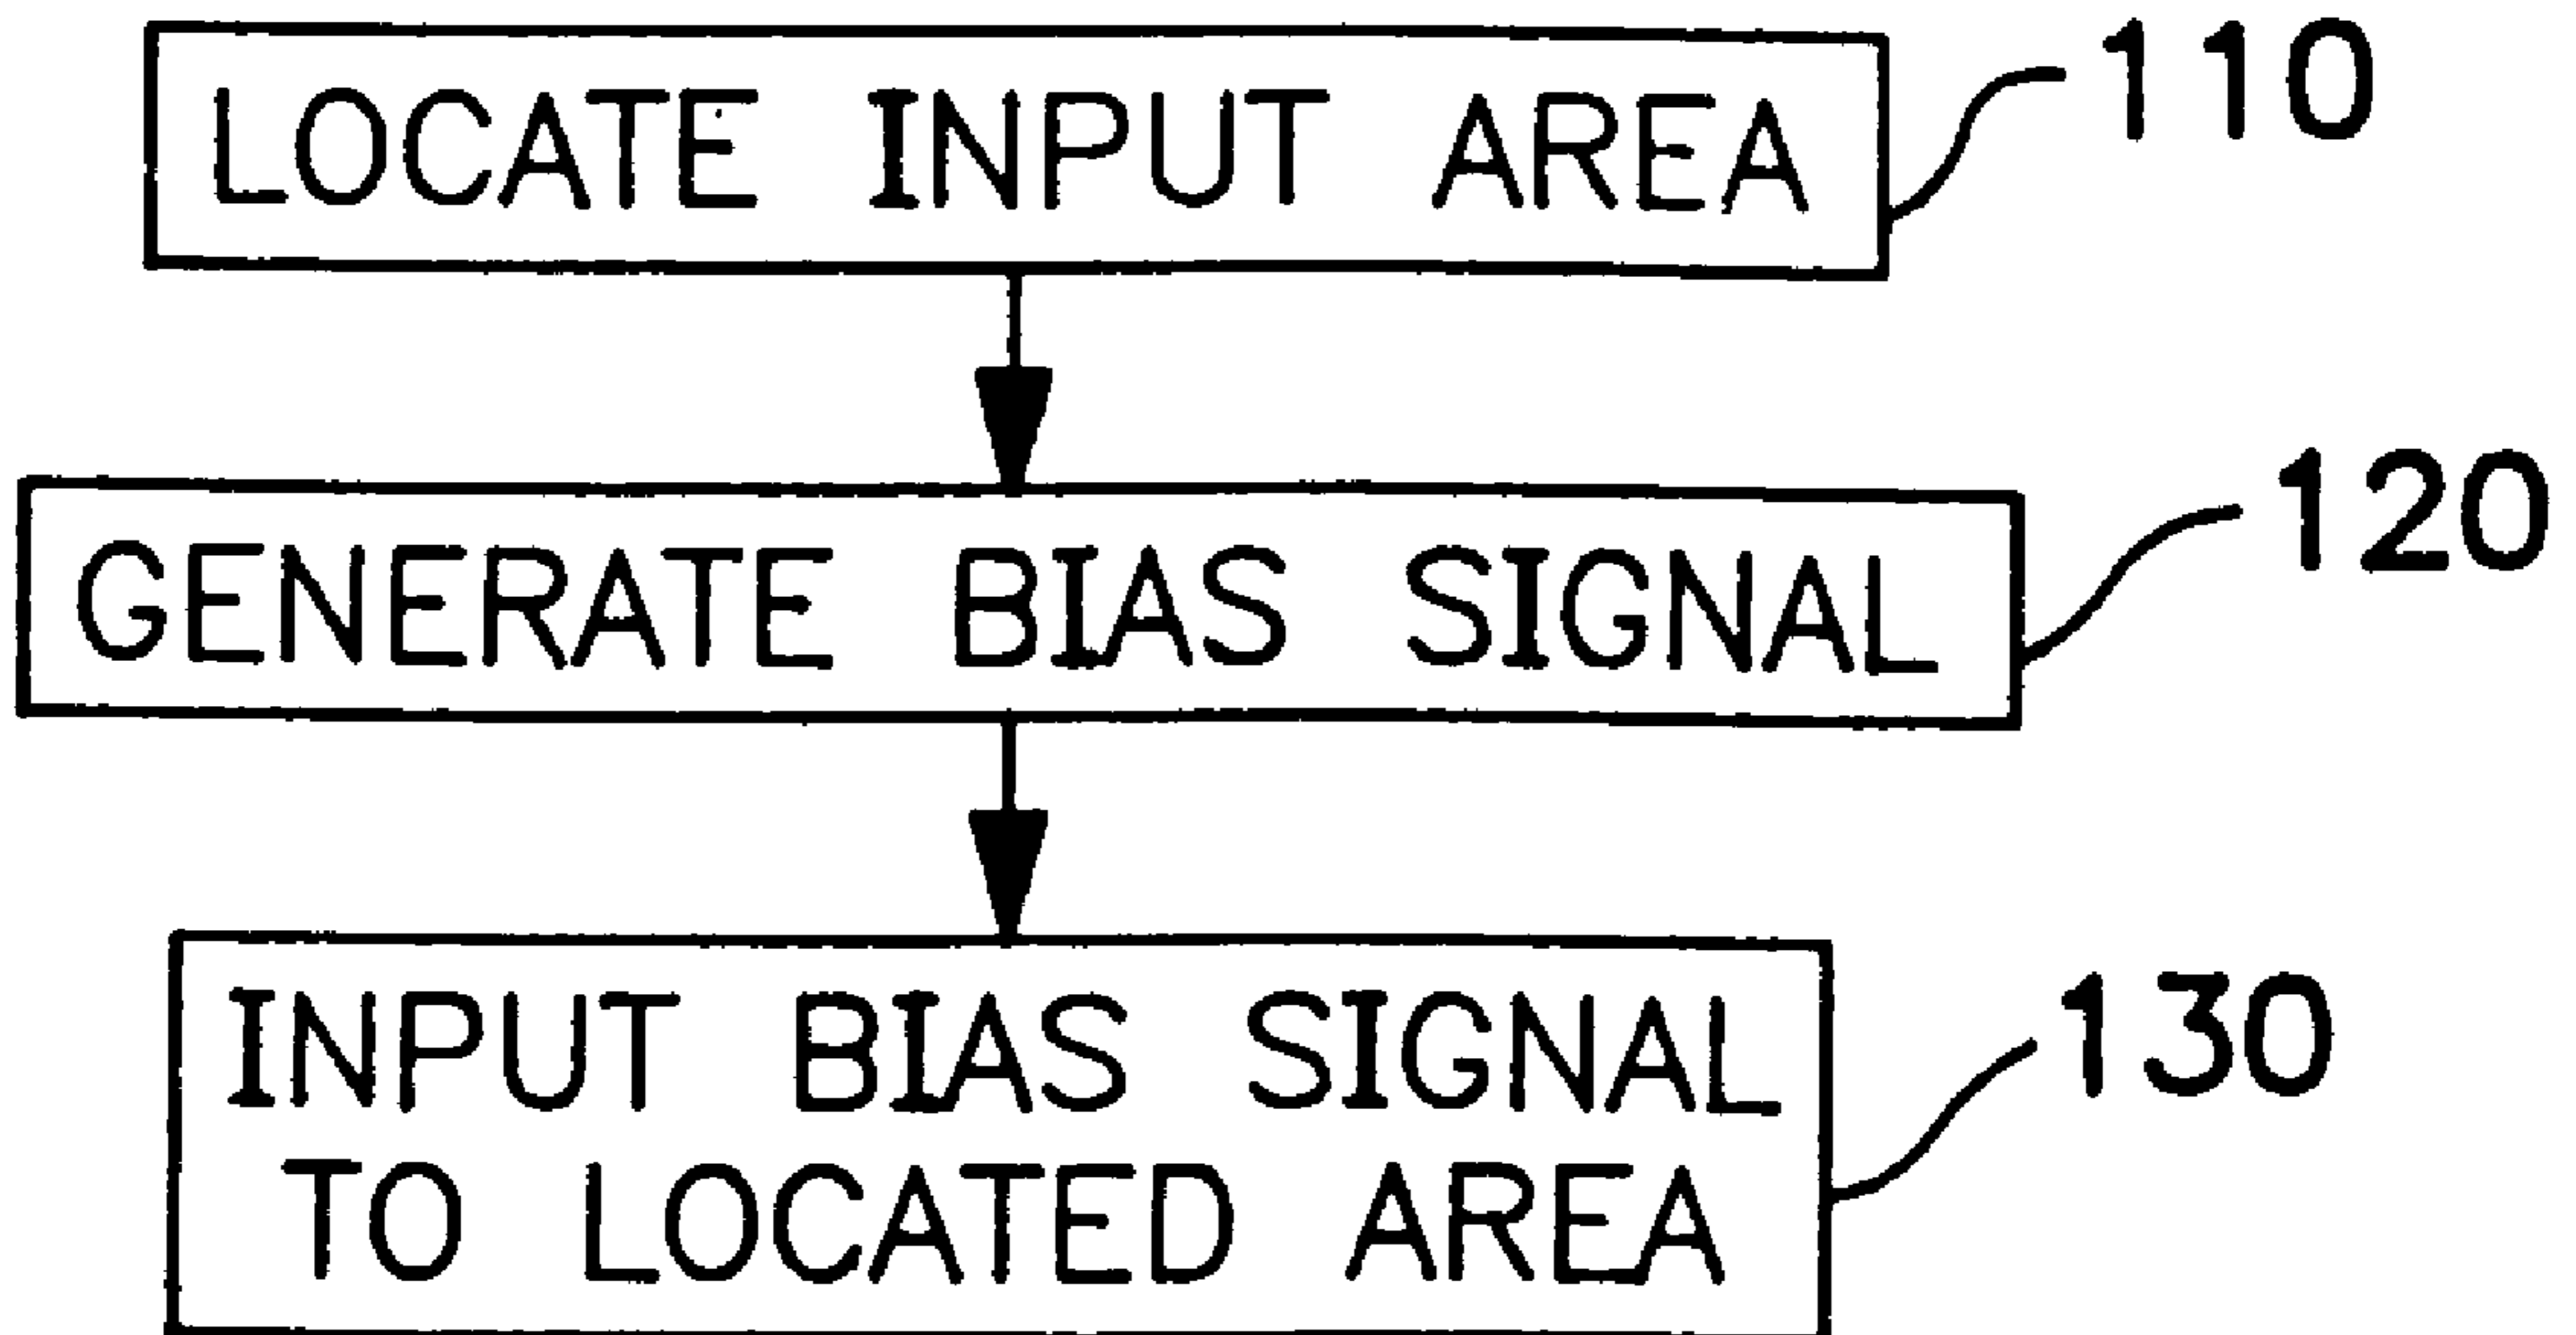 LOCATE INPUT AREA
110
GENERATE BIAS SIGNAL
120
INPUT BIAS SIGNAL
TO LOCATED AREA
130